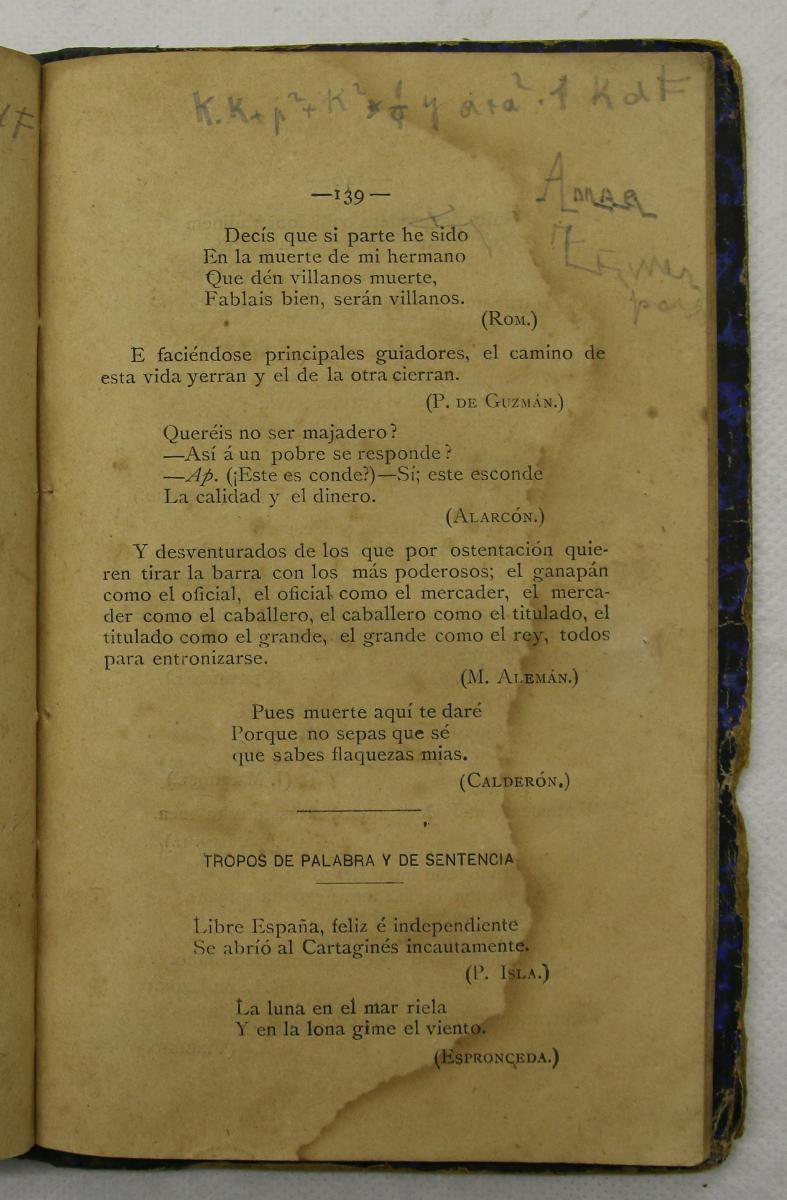 —139—
Decís que si parte he sido
En la muerte de mi hermano
Que dén villanos muerte,
Fablais bien, serán villanos.
(Rom.)
E faciéndose principales guiadores, el camino de
esta vida yerran y el de la otra cierran.
(P. de Guzmán.)
Queréis no ser majadero?
—Así á un pobre se responde?
—Ap. (¡Este es conde?)—Sí; este esconde
La calidad y el dinero.
(Alarcón.)
Y desventurados de los que por ostentación quie-
ren tirar la barra con los más poderosos; el ganapán
como el oficial, el oficial como el mercader, el merca-
der como el caballero, el caballero como el titulado, el
titulado como el grande, el grande como el rey, todos
para entronizarse.
(M. Alemán.)
Pues muerte aquí te daré
Porque no sepas que sé
que sabes flaquezas mias.
(Calderón.)
TROPOS DE PALABRA Y DE SENTENCIA
Libre España, feliz é independiente
Se abrió al Cartaginés incautamente.
(P. Isla.)
La luna en el mar riela
Y en la lona gime el viento.
(Espronceda.)